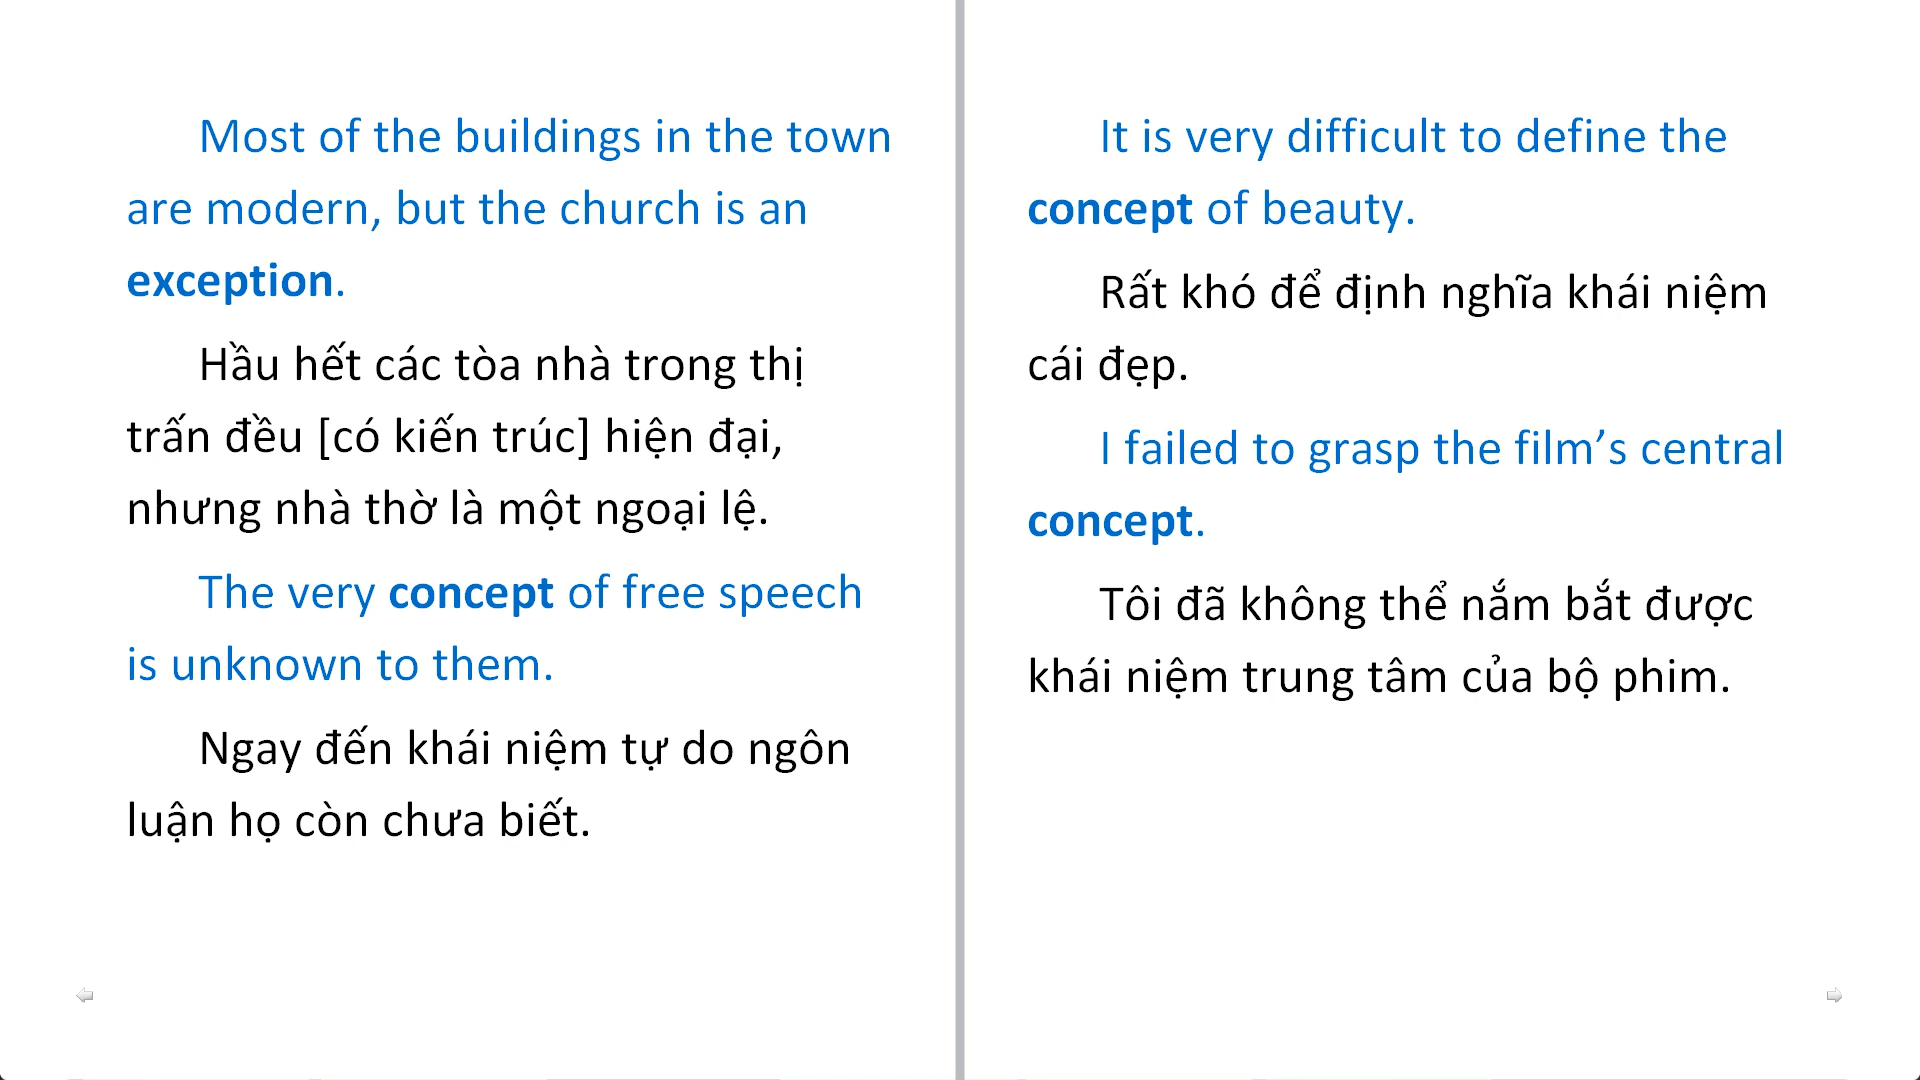 Most of the buildings in the town
are modern, but the church is an
exception.
Hầu hết các tòa nhà trong thị
trấn đều [có kiến trúc] hiện đại,
nhưng nhà thờ là một ngoại lệ.
The very concept of free speech
is unknown to them.
Ngay đến khái niệm tự do ngôn
luận họ còn chưa biết.
It is very difficult to define the
concept of beauty.
Rất khó để định nghĩa khái niệm
cái đẹp.
I failed to grasp the film’s central
concept.
Tôi đã không thể nắm bắt được
khái niệm trung tâm của bộ phim.